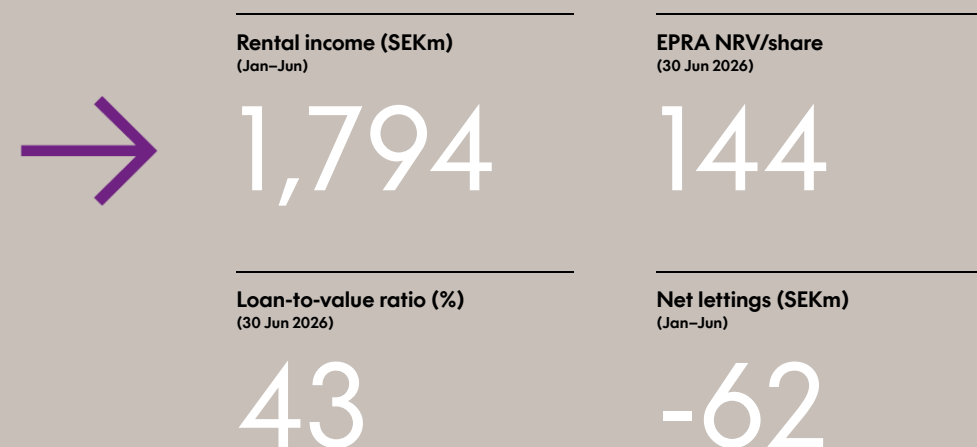 Rental income (SEKm)
(Jan–Jun)
1,794
EPRA NRV/share
(30 Jun 2026)
144
Loan-to-value ratio (%)
(30 Jun 2026)
43
Net lettings (SEKm)
(Jan–Jun)
-62